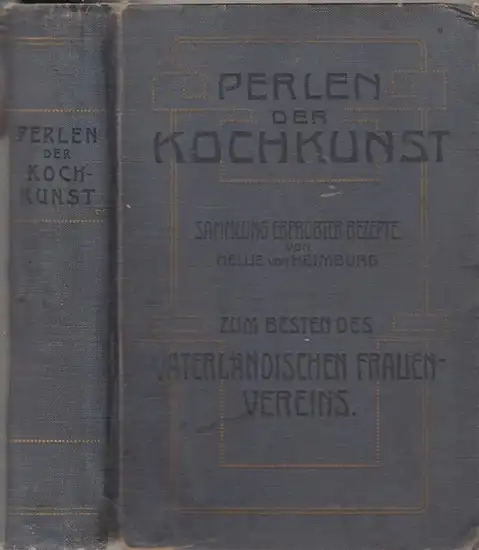 PERLEN
DER
KOCH-
KUNST
PERLEN
DER
KOCHKUNST
SAMMLUNG ERPROBTER REZEPTE
VON
HELUE VON HEIMBURG
ZUM BESTEN DES
VATERLÄNDISCHEN FRAUEN-
VEREINS.